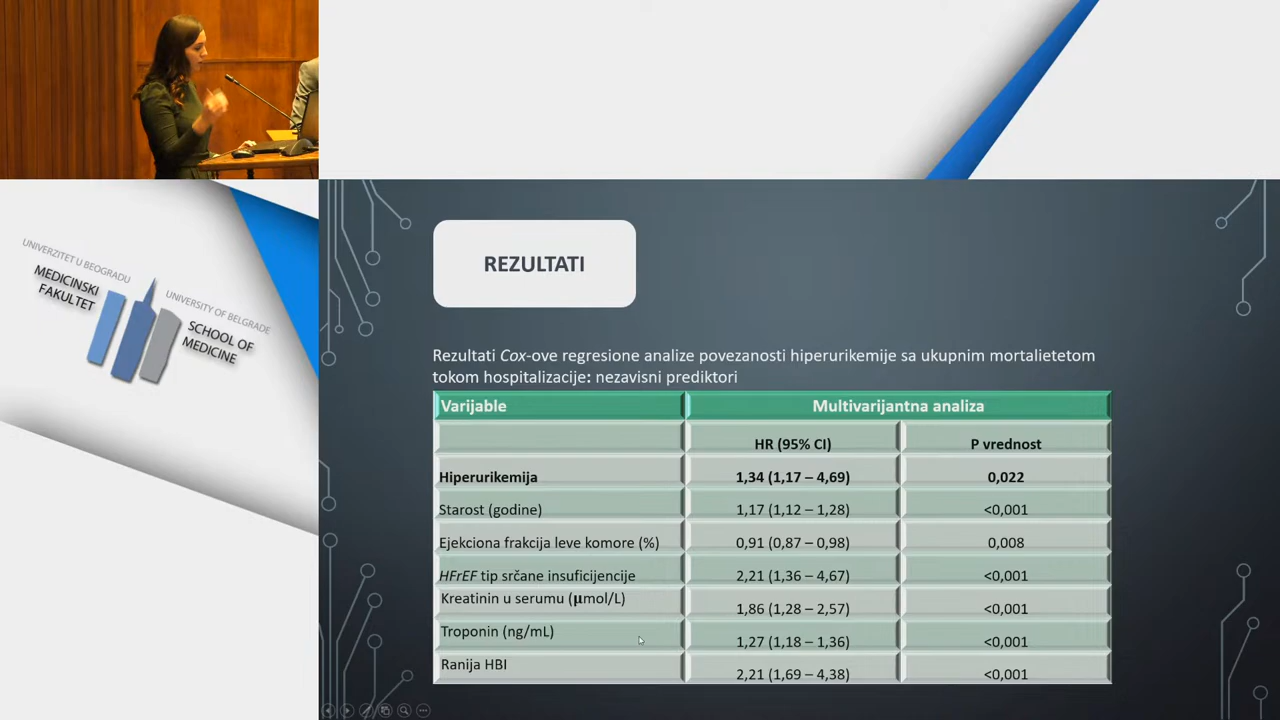 UNIVERZITET U BEOGRADU
MEDICINSKI
FAKULTET
UNIVERSITY OF BELGRADE
SCHOOL OF
MEDICINE
REZULTATI
Rezultati Cox-ove regresione analize povezanosti hiperurikemije sa ukupnim mortalietetom
tokom hospitalizacije: nezavisni prediktori
Varijable Multivarijantna analiza
HR (95% CI) P vrednost
Hiperurikemija 1,34 (1,17 – 4,69) 0,022
Starost (godine) 1,17 (1,12 – 1,28) <0,001
Ejekciona frakcija leve komore (%) 0,91 (0,87 – 0,98) 0,008
HFrEF tip srčane insuficijencije 2,21 (1,36 – 4,67) <0,001
Kreatinin u serumu (μmol/L) 1,86 (1,28 – 2,57) <0,001
Troponin (ng/mL) 1,27 (1,18 – 1,36) <0,001
Ranija HBI 2,21 (1,69 – 4,38) <0,001